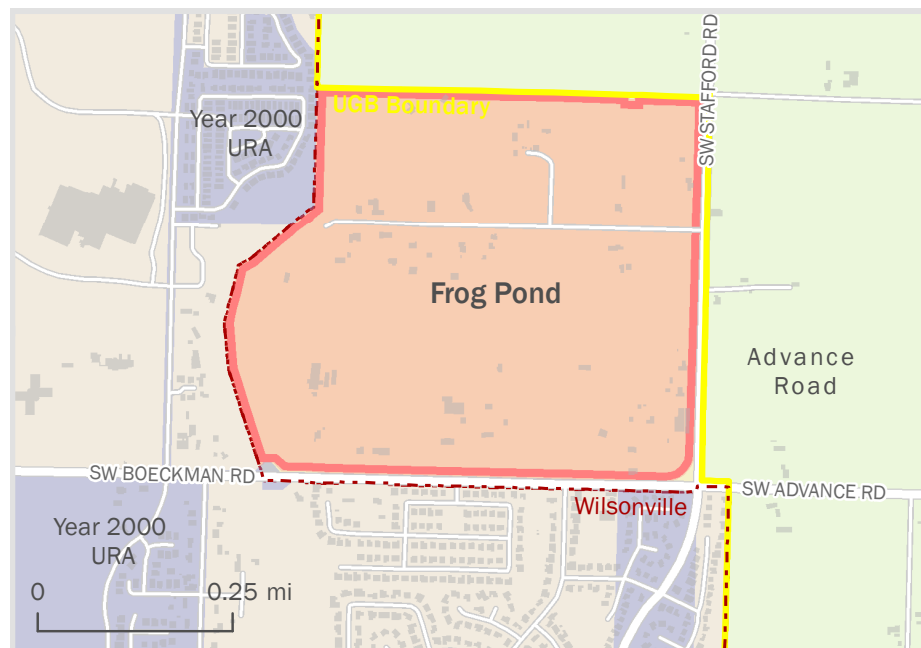 SW STAFFORD RD
UGB Boundary
Year 2000
URA
Frog Pond
Advance
Road
SW BOECKMAN RD
SW ADVANCE RD
Wilsonville
Year 2000
URA
0
0.25 mi